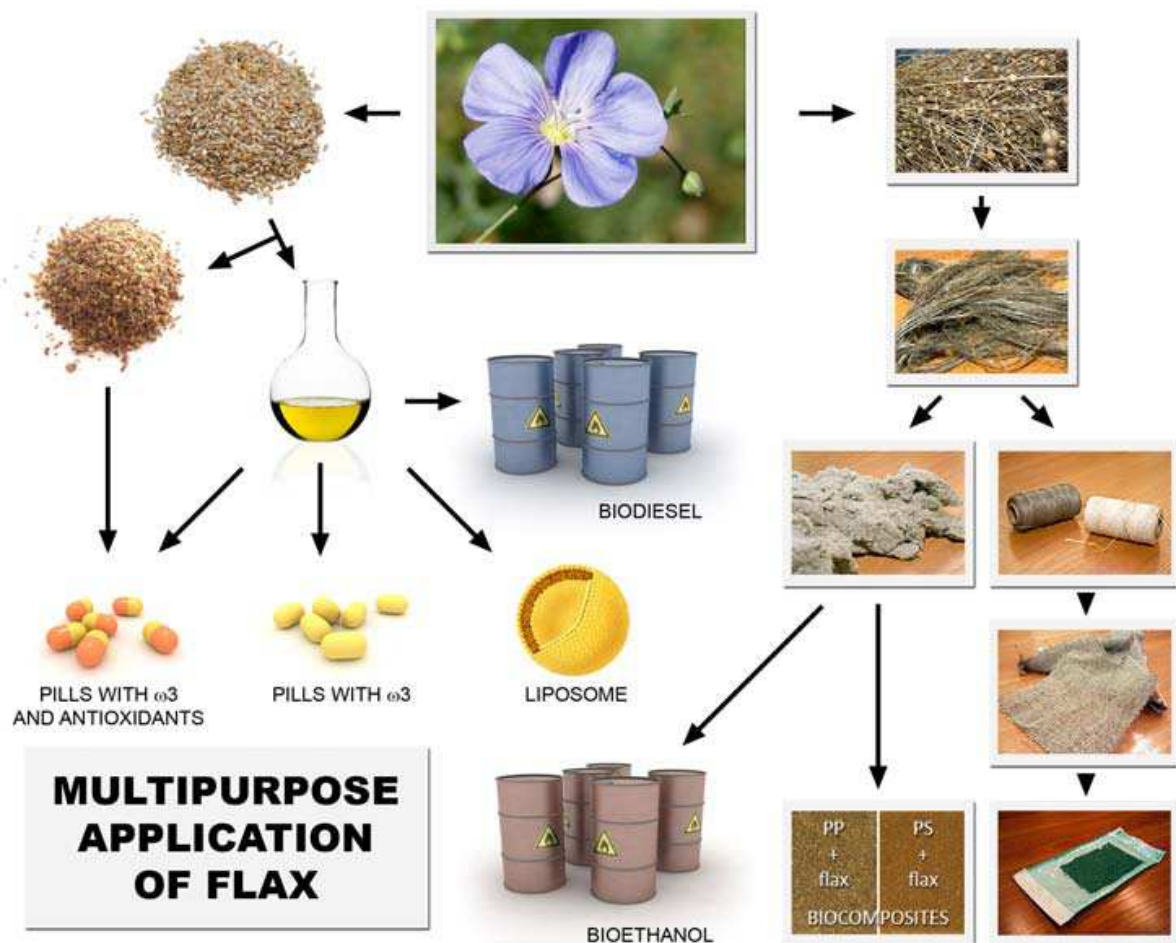 BIODIESEL
PILLS WITH ω3
AND ANTIOXIDANTS
PILLS WITH ω3
LIPOSOME
MULTIPURPOSE
APPLICATION
OF FLAX
BIOETHANOL
PP
+
flax
PS
+
flax
BIOCOMPOSITES